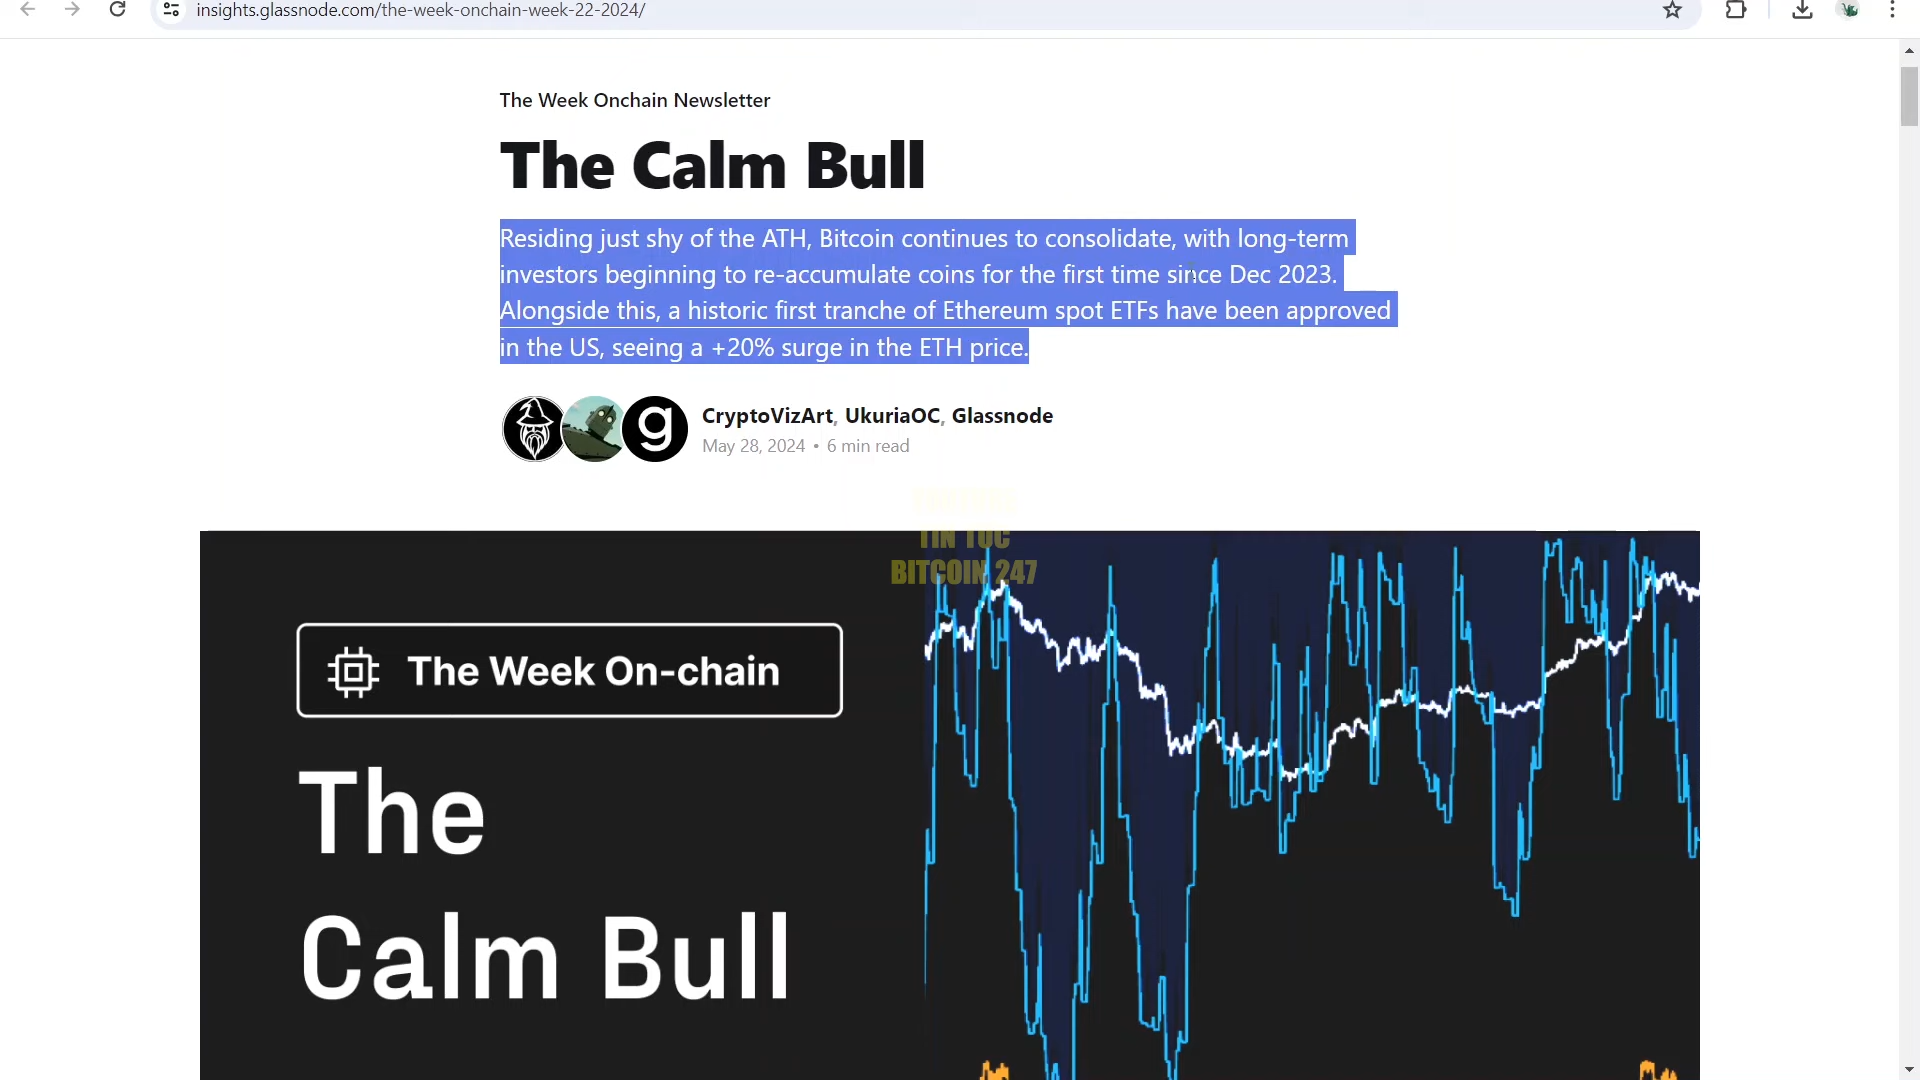 insights.glassnode.com/the-week-onchain-week-22-2024/
The Week Onchain Newsletter
The Calm Bull
Residing just shy of the ATH, Bitcoin continues to consolidate, with long-term
investors beginning to re-accumulate coins for the first time since Dec 2023.
Alongside this, a historic first tranche of Ethereum spot ETFs have been approved
in the US, seeing a +20% surge in the ETH price.
g
CryptoVizArt, UkuriaOC, Glassnode
May 28, 2024 • 6 min read
TIN TUC
BITCOIN 247
The Week On-chain
The
Calm Bull